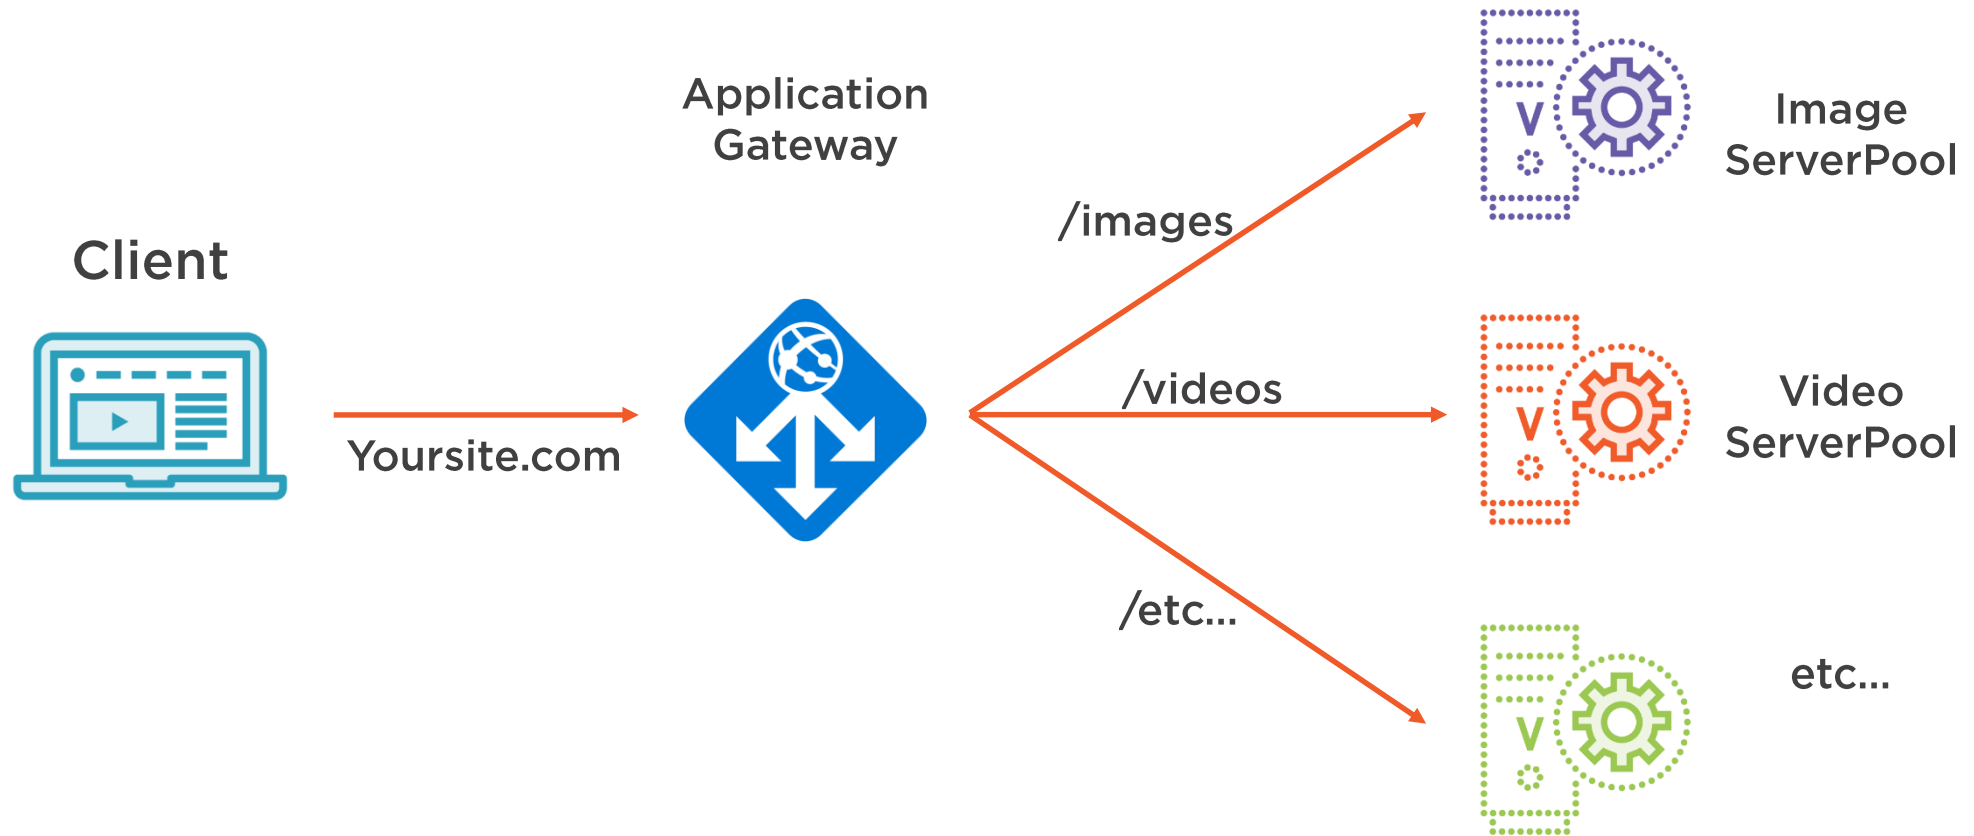 Client
Yoursite.com
Application
Gateway
/images
/videos
/etc...
Image
ServerPool
Video
ServerPool
etc...
V
V
V